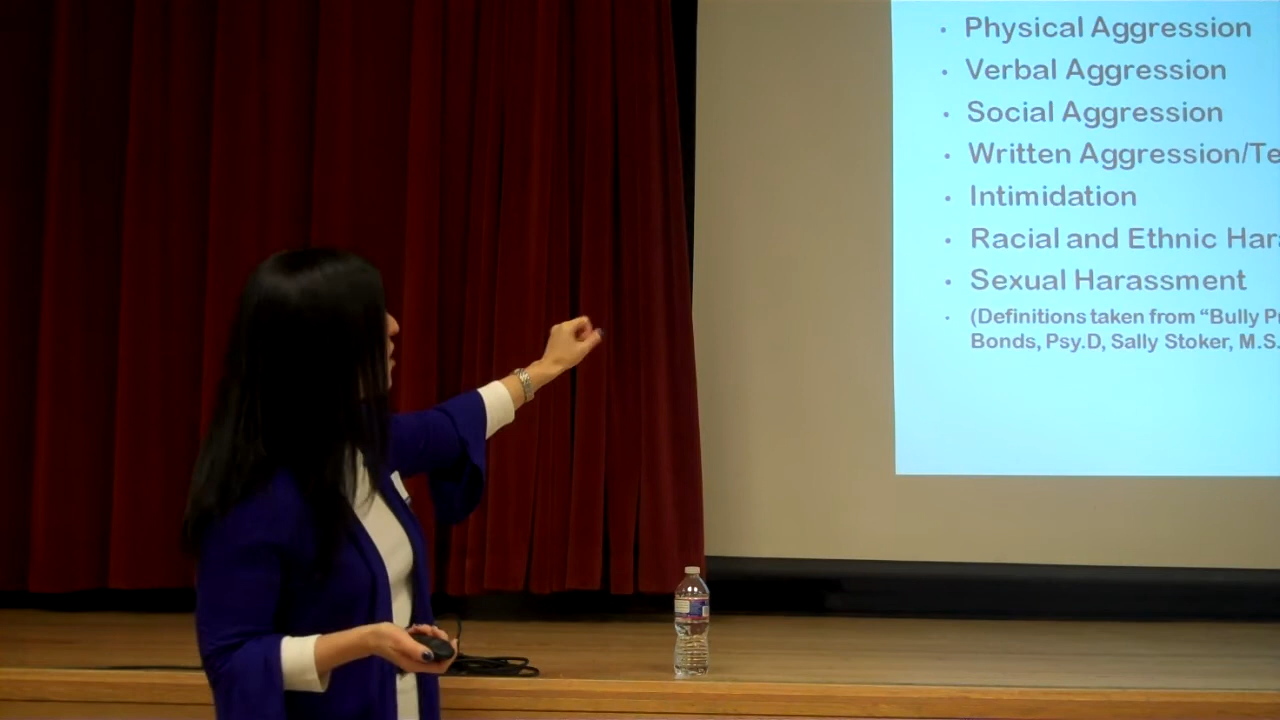 • Physical Aggression
• Verbal Aggression
• Social Aggression
• Written Aggression/Te
• Intimidation
• Racial and Ethnic Har
• Sexual Harassment
• (Definitions taken from “Bully P
Bonds, Psy.D, Sally Stoker, M.S.